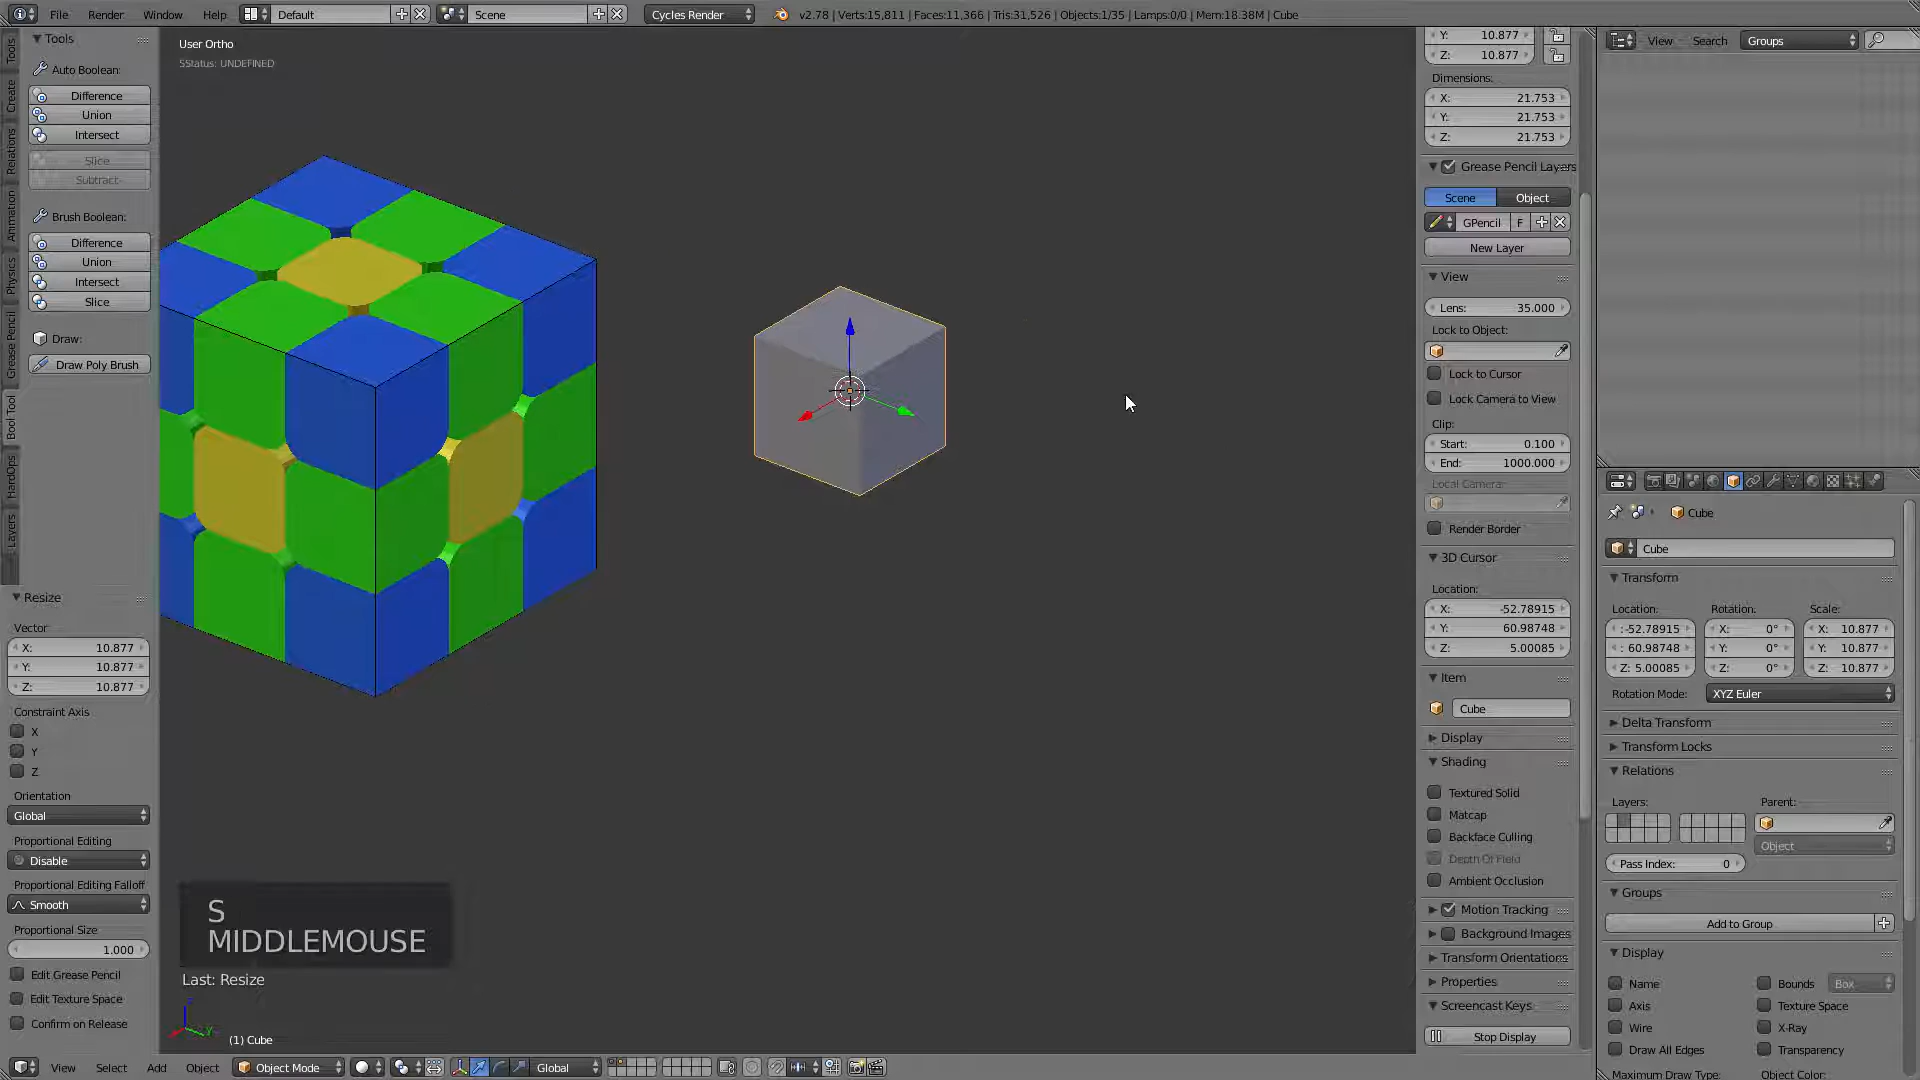 File
Render
Window
Help
Default
Scene
Cycles Render
v2.78 | Verts:15,811 | Faces:11,366 | Tris:31,526 | Objects:1/35 | Lamps:0/0 | Mem:18.38M | Cube
Tools
Create
Relations
Animation
Physics
Grease Pencil
Bool Tool
HardOps
Layers
Tools
Auto Boolean:
Difference
Union
Intersect
Slice
Subtract
Brush Boolean:
Difference
Union
Intersect
Slice
Draw:
Draw Poly Brush
Resize
Vector
X: 10.877
Y: 10.877
Z: 10.877
Constraint Axis
X
Y
Z
Orientation
Global
Proportional Editing
Disable
Proportional Editing Falloff
Smooth
Proportional Size
1.000
Edit Grease Pencil
Edit Texture Space
Confirm on Release
User Ortho
SStatus: UNDEFINED
S
MIDDLEMOUSE
Last: Resize
(1) Cube
View
Select
Add
Object
Object Mode
Global
Y: 10.877
Z: 10.877
Dimensions:
X: 21.753
Y: 21.753
Z: 21.753
Grease Pencil Layers
Scene
Object
GPencil
F
New Layer
View
Lens: 35.000
Lock to Object:
Lock to Cursor
Lock Camera to View
Clip:
Start: 0.100
End: 1000.000
Local Camera:
Render Border
3D Cursor
Location:
X: -52.78915
Y: 60.98748
Z: 5.00085
Item
Cube
Display
Shading
Textured Solid
Matcap
Backface Culling
Depth Of Field
Ambient Occlusion
Motion Tracking
Background Images
Transform Orientations
Properties
Screencast Keys
Stop Display
View
Search
Groups
Cube
Cube
Transform
Location:
Rotation:
Scale:
: -52.78915
X: 0°
X: 10.877
: 60.98748
Y: 0°
Y: 10.877
Z: 5.00085
Z: 0°
Z: 10.877
Rotation Mode:
XYZ Euler
Delta Transform
Transform Locks
Relations
Layers:
Parent:
Object
Pass Index: 0
Groups
Add to Group
Display
Name
Bounds
Box
Axis
Texture Space
Wire
X-Ray
Draw All Edges
Transparency
Maximum Draw Type:
Object Color: